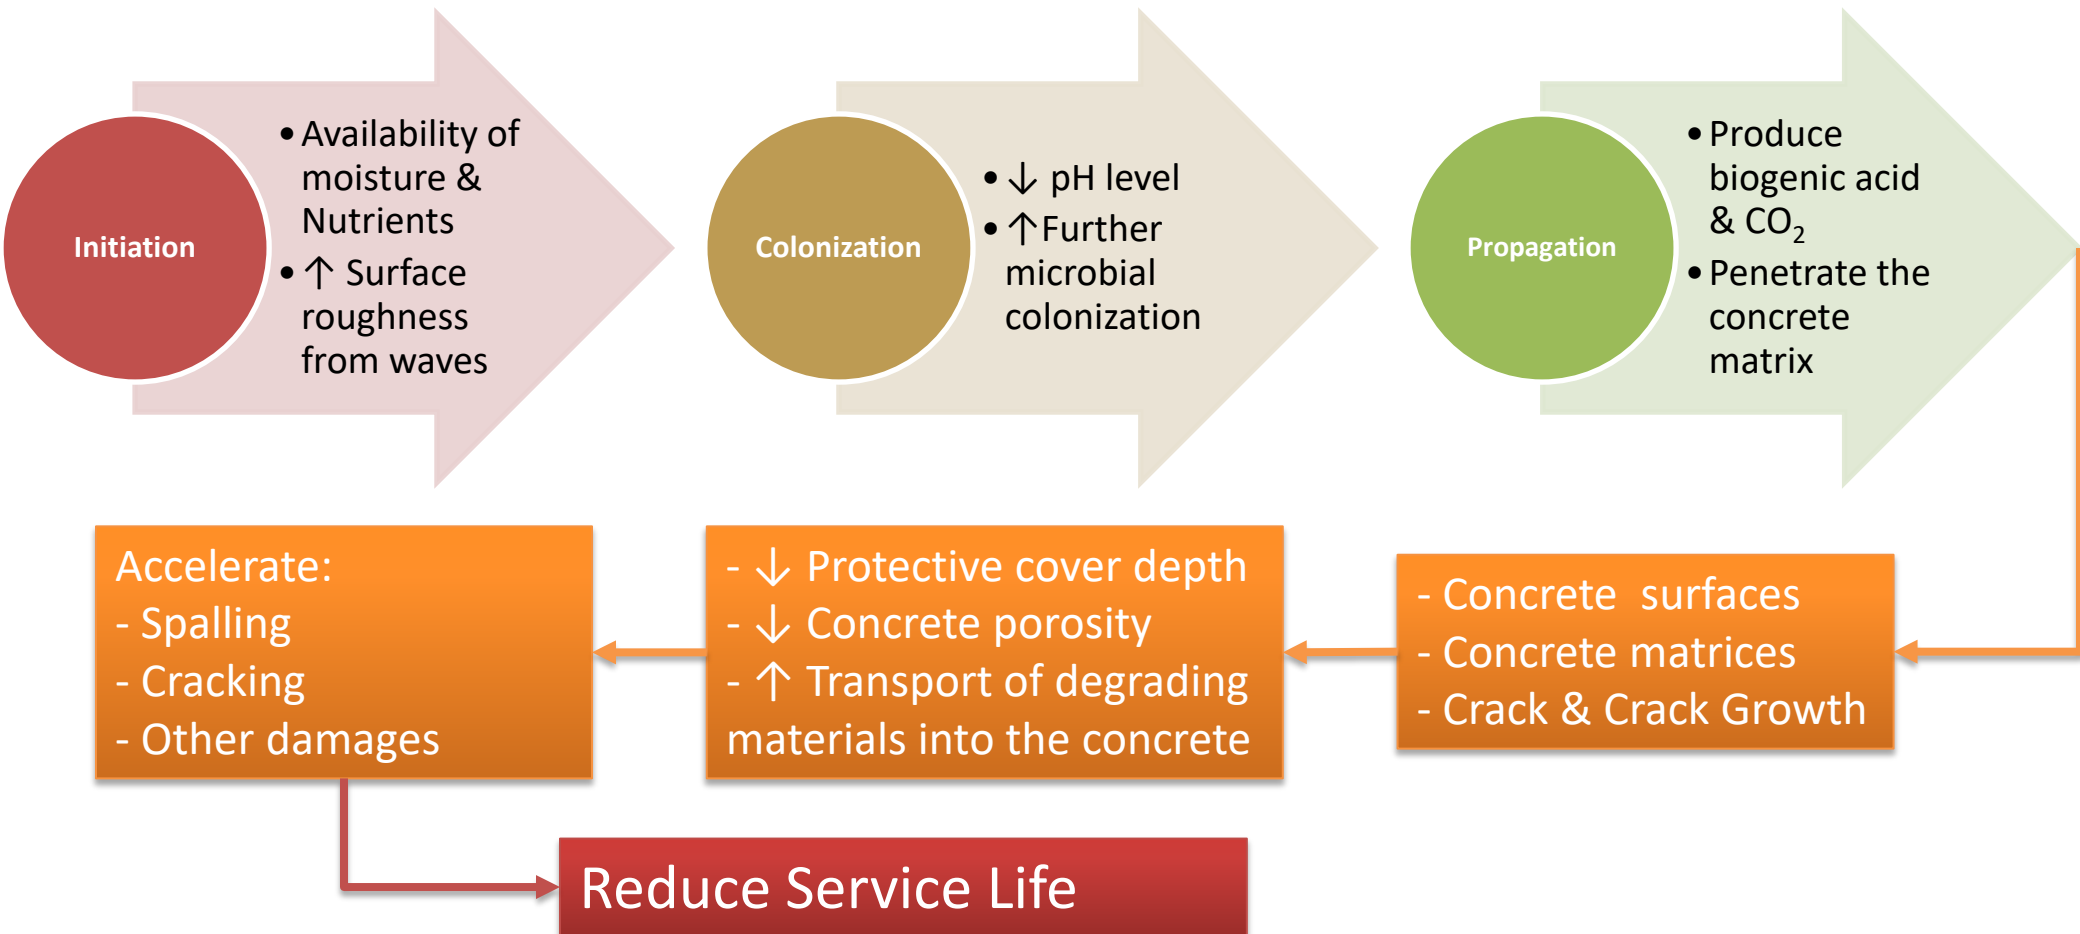 Initiation
•Availability of
moisture &
Nutrients
•↑ Surface
roughness
from waves
Colonization
•↓ pH level
•↑Further
microbial
colonization
Propagation
•Produce
biogenic acid
& CO₂
•Penetrate the
concrete
matrix
Accelerate:
- Spalling
- Cracking
- Other damages
- ↓ Protective cover depth
- ↓ Concrete porosity
- ↑ Transport of degrading
materials into the concrete
- Concrete  surfaces
- Concrete matrices
- Crack & Crack Growth
Reduce Service Life